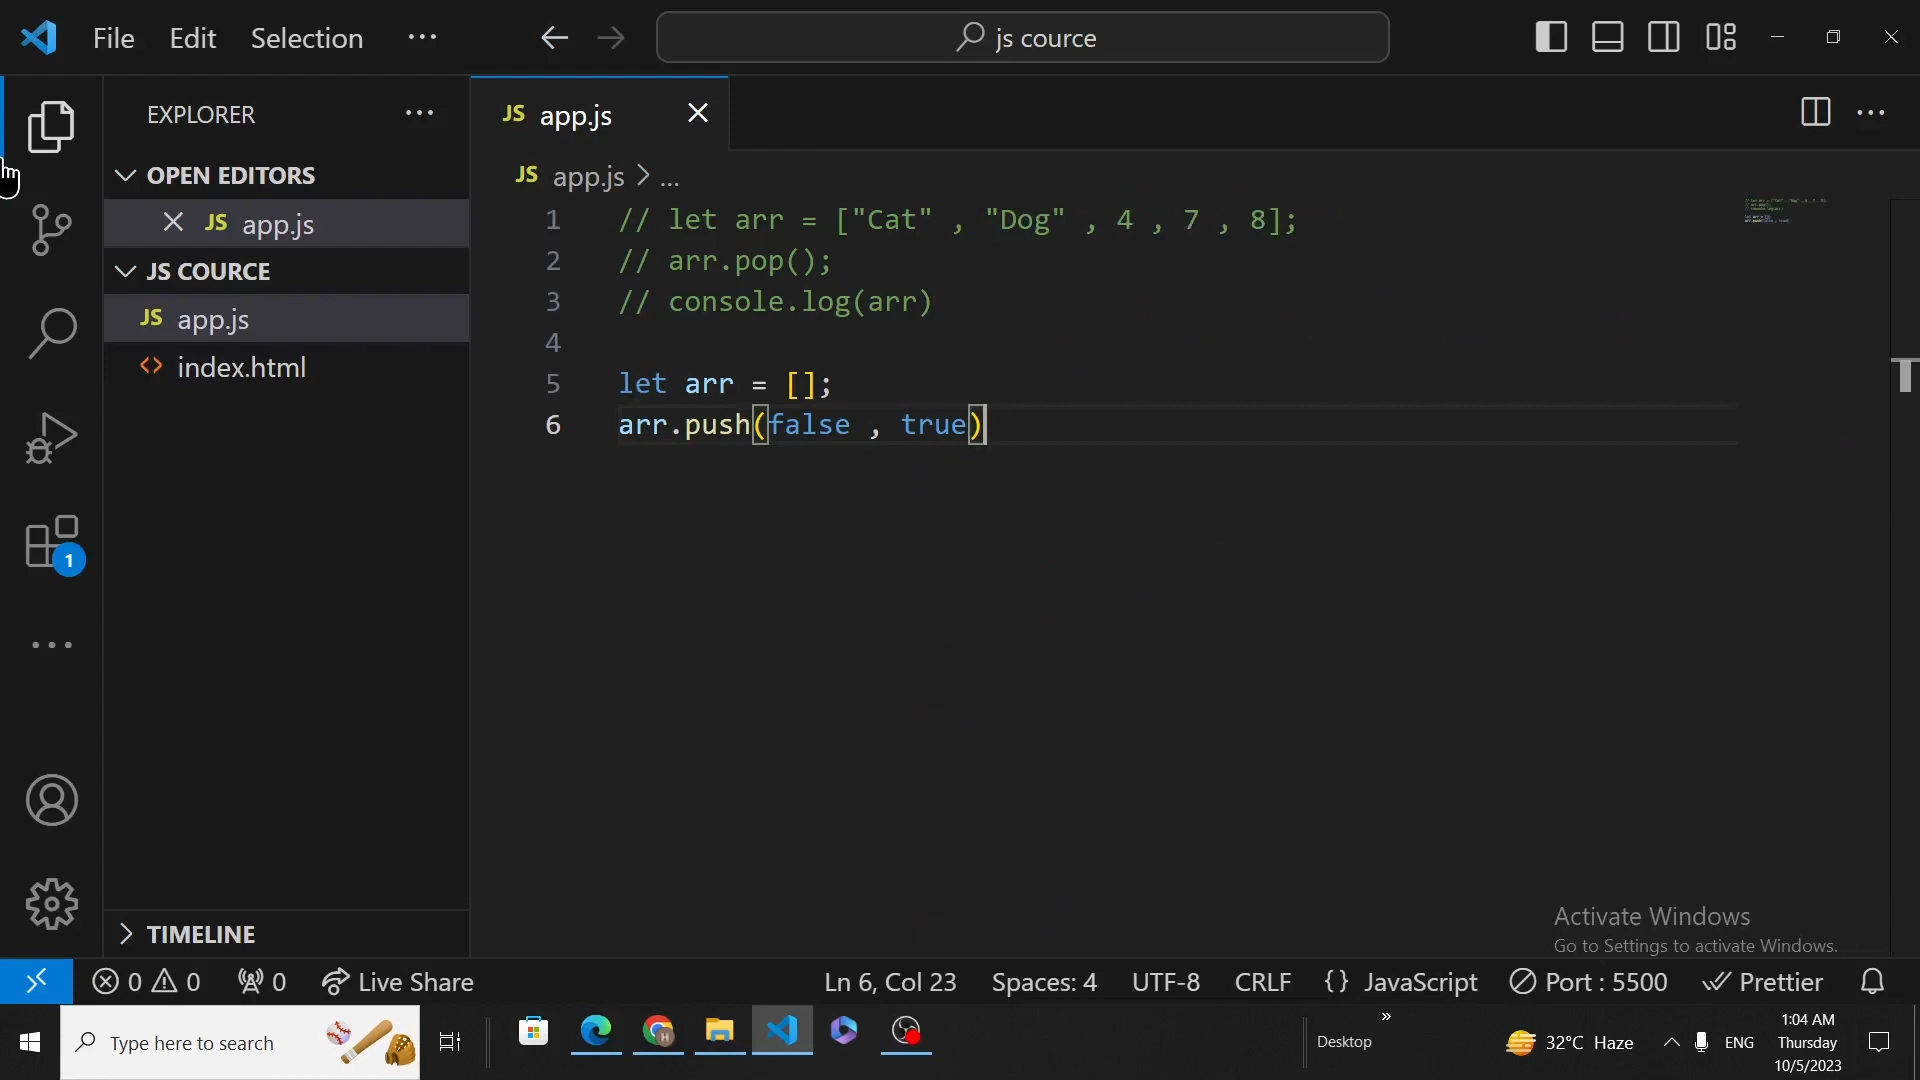 File Edit Selection ··· js cource
EXPLORER ···
JS app.js
OPEN EDITORS
JS app.js > ...
JS app.js
1 // let arr = ["Cat" , "Dog" , 4 , 7 , 8];
2 // arr.pop();
JS COURCE
3 // console.log(arr)
JS app.js
4
index.html
5 let arr = [];
6 arr.push(false , true)
1
TIMELINE
Activate Windows
Go to Settings to activate Windows.
0 0 0 Live Share Ln 6, Col 23 Spaces: 4 UTF-8 CRLF {} JavaScript Port : 5500 Prettier
Type here to search Desktop » 32°C Haze ENG
1:04 AM
Thursday
10/5/2023